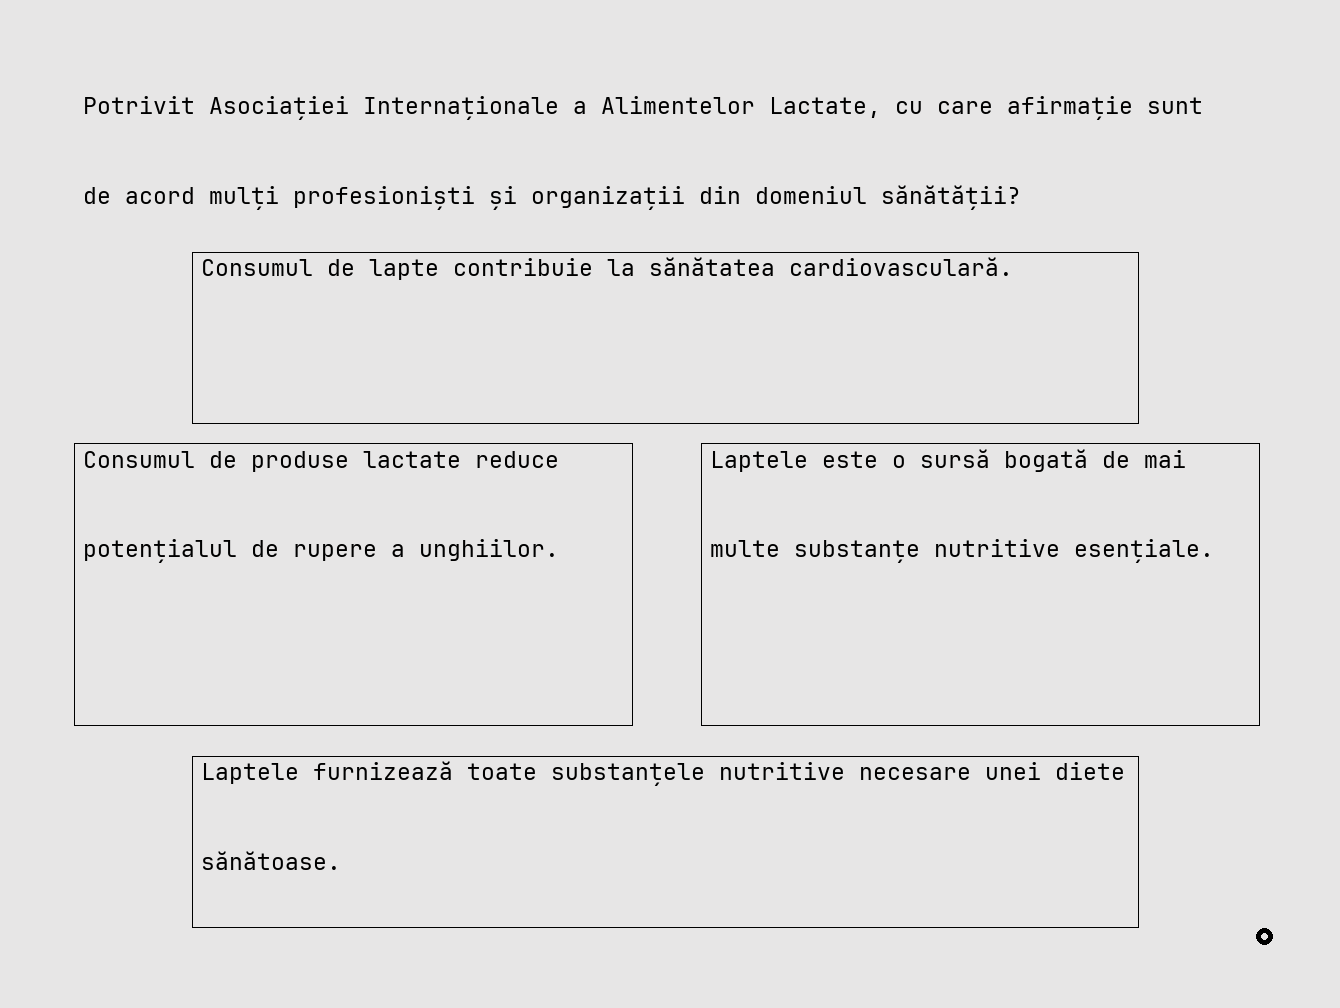 Potrivit Asociației Internaționale a Alimentelor Lactate, cu care afirmație sunt
de acord mulți profesioniști și organizații din domeniul sănătății?
Consumul de lapte contribuie la sănătatea cardiovasculară.
Consumul de produse lactate reduce
potențialul de rupere a unghiilor.
Laptele este o sursă bogată de mai
multe substanțe nutritive esențiale.
Laptele furnizează toate substanțele nutritive necesare unei diete
sănătoase.